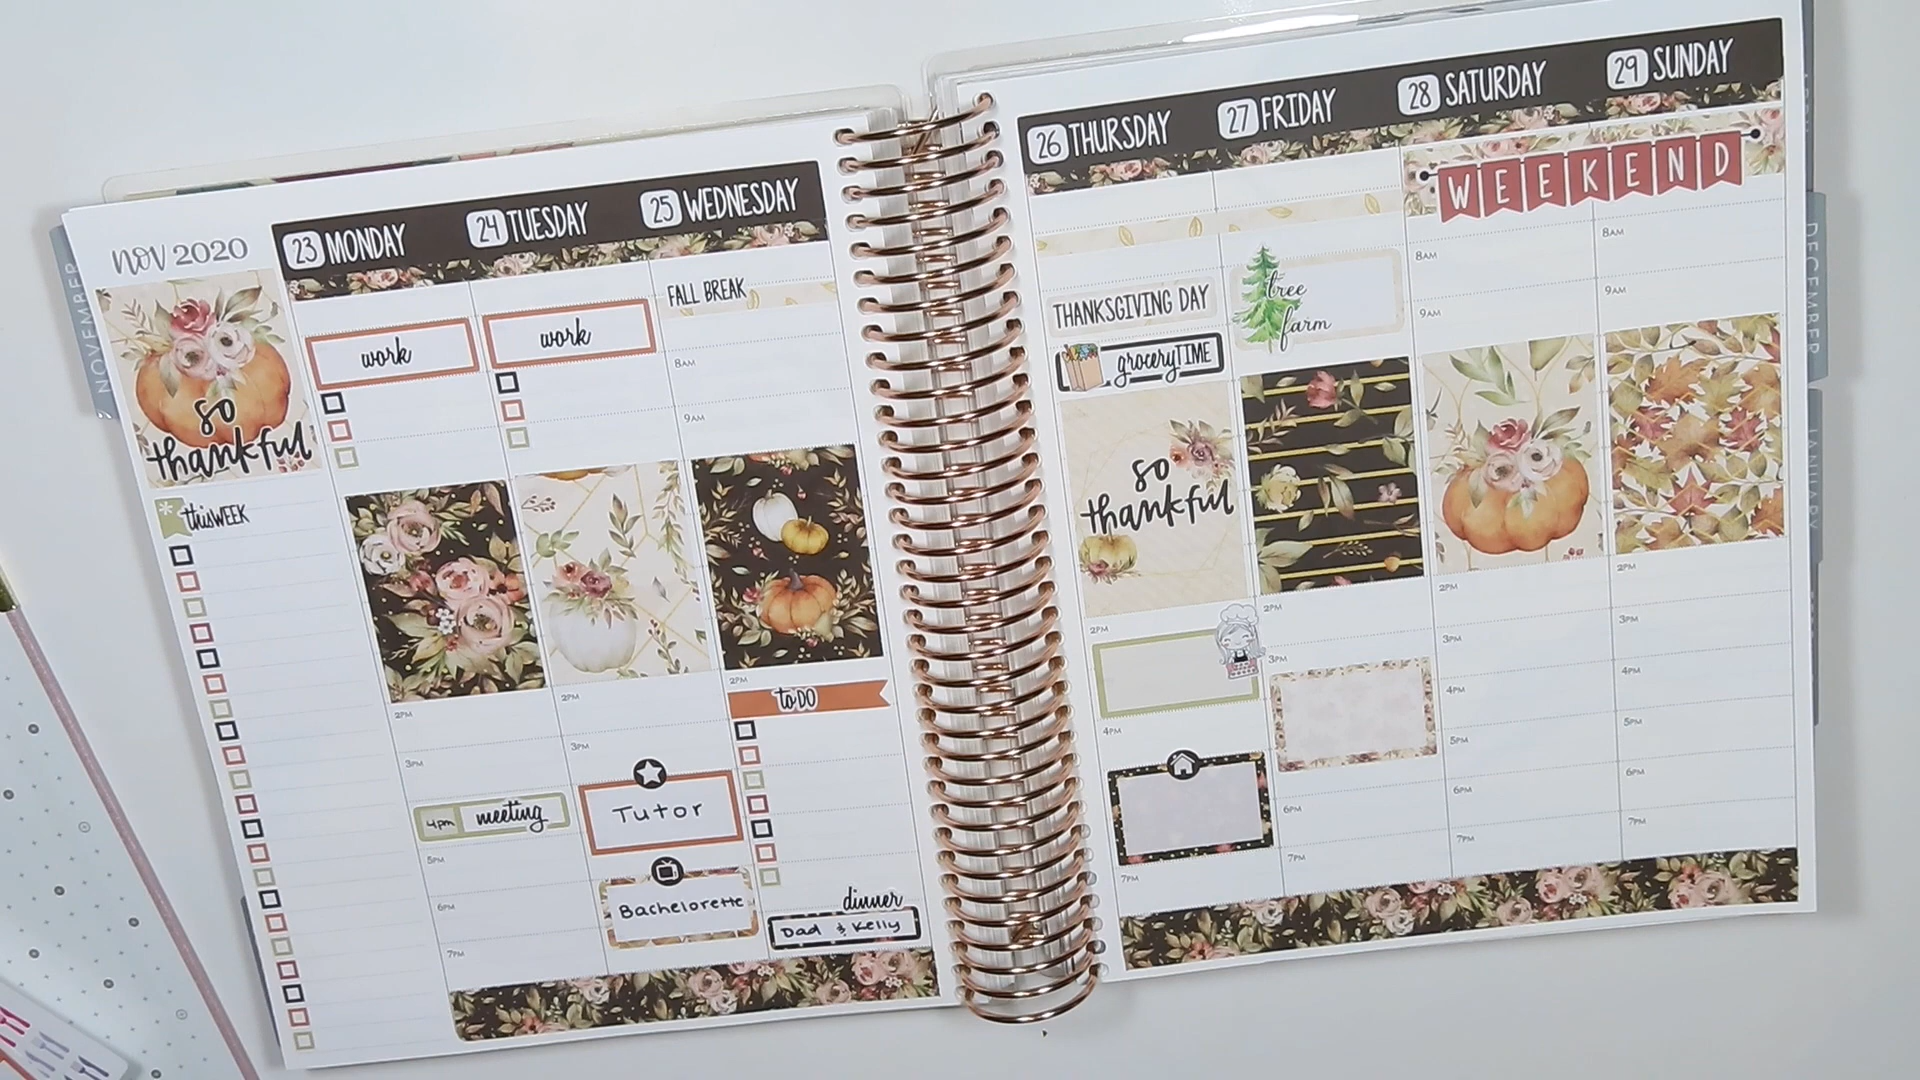 NOVEMBER
NOV 2020
so
thankful
thisWEEK
23 MONDAY
work
2PM
3PM
4pm meeting
5PM
6PM
7PM
24 TUESDAY
work
2PM
3PM
Tutor
Bachelorette
25 WEDNESDAY
FALL BREAK
8AM
9AM
2PM
to DO
dinner
Dad & Kelly
26 THURSDAY
THANKSGIVING DAY
groceryTIME
so
thankful
2PM
4PM
7PM
27 FRIDAY
tree
farm
2PM
3PM
6PM
7PM
28 SATURDAY
WEEKEND
8AM
9AM
2PM
3PM
4PM
5PM
6PM
7PM
29 SUNDAY
8AM
9AM
2PM
3PM
4PM
5PM
6PM
7PM
DECEMBER
JANUARY